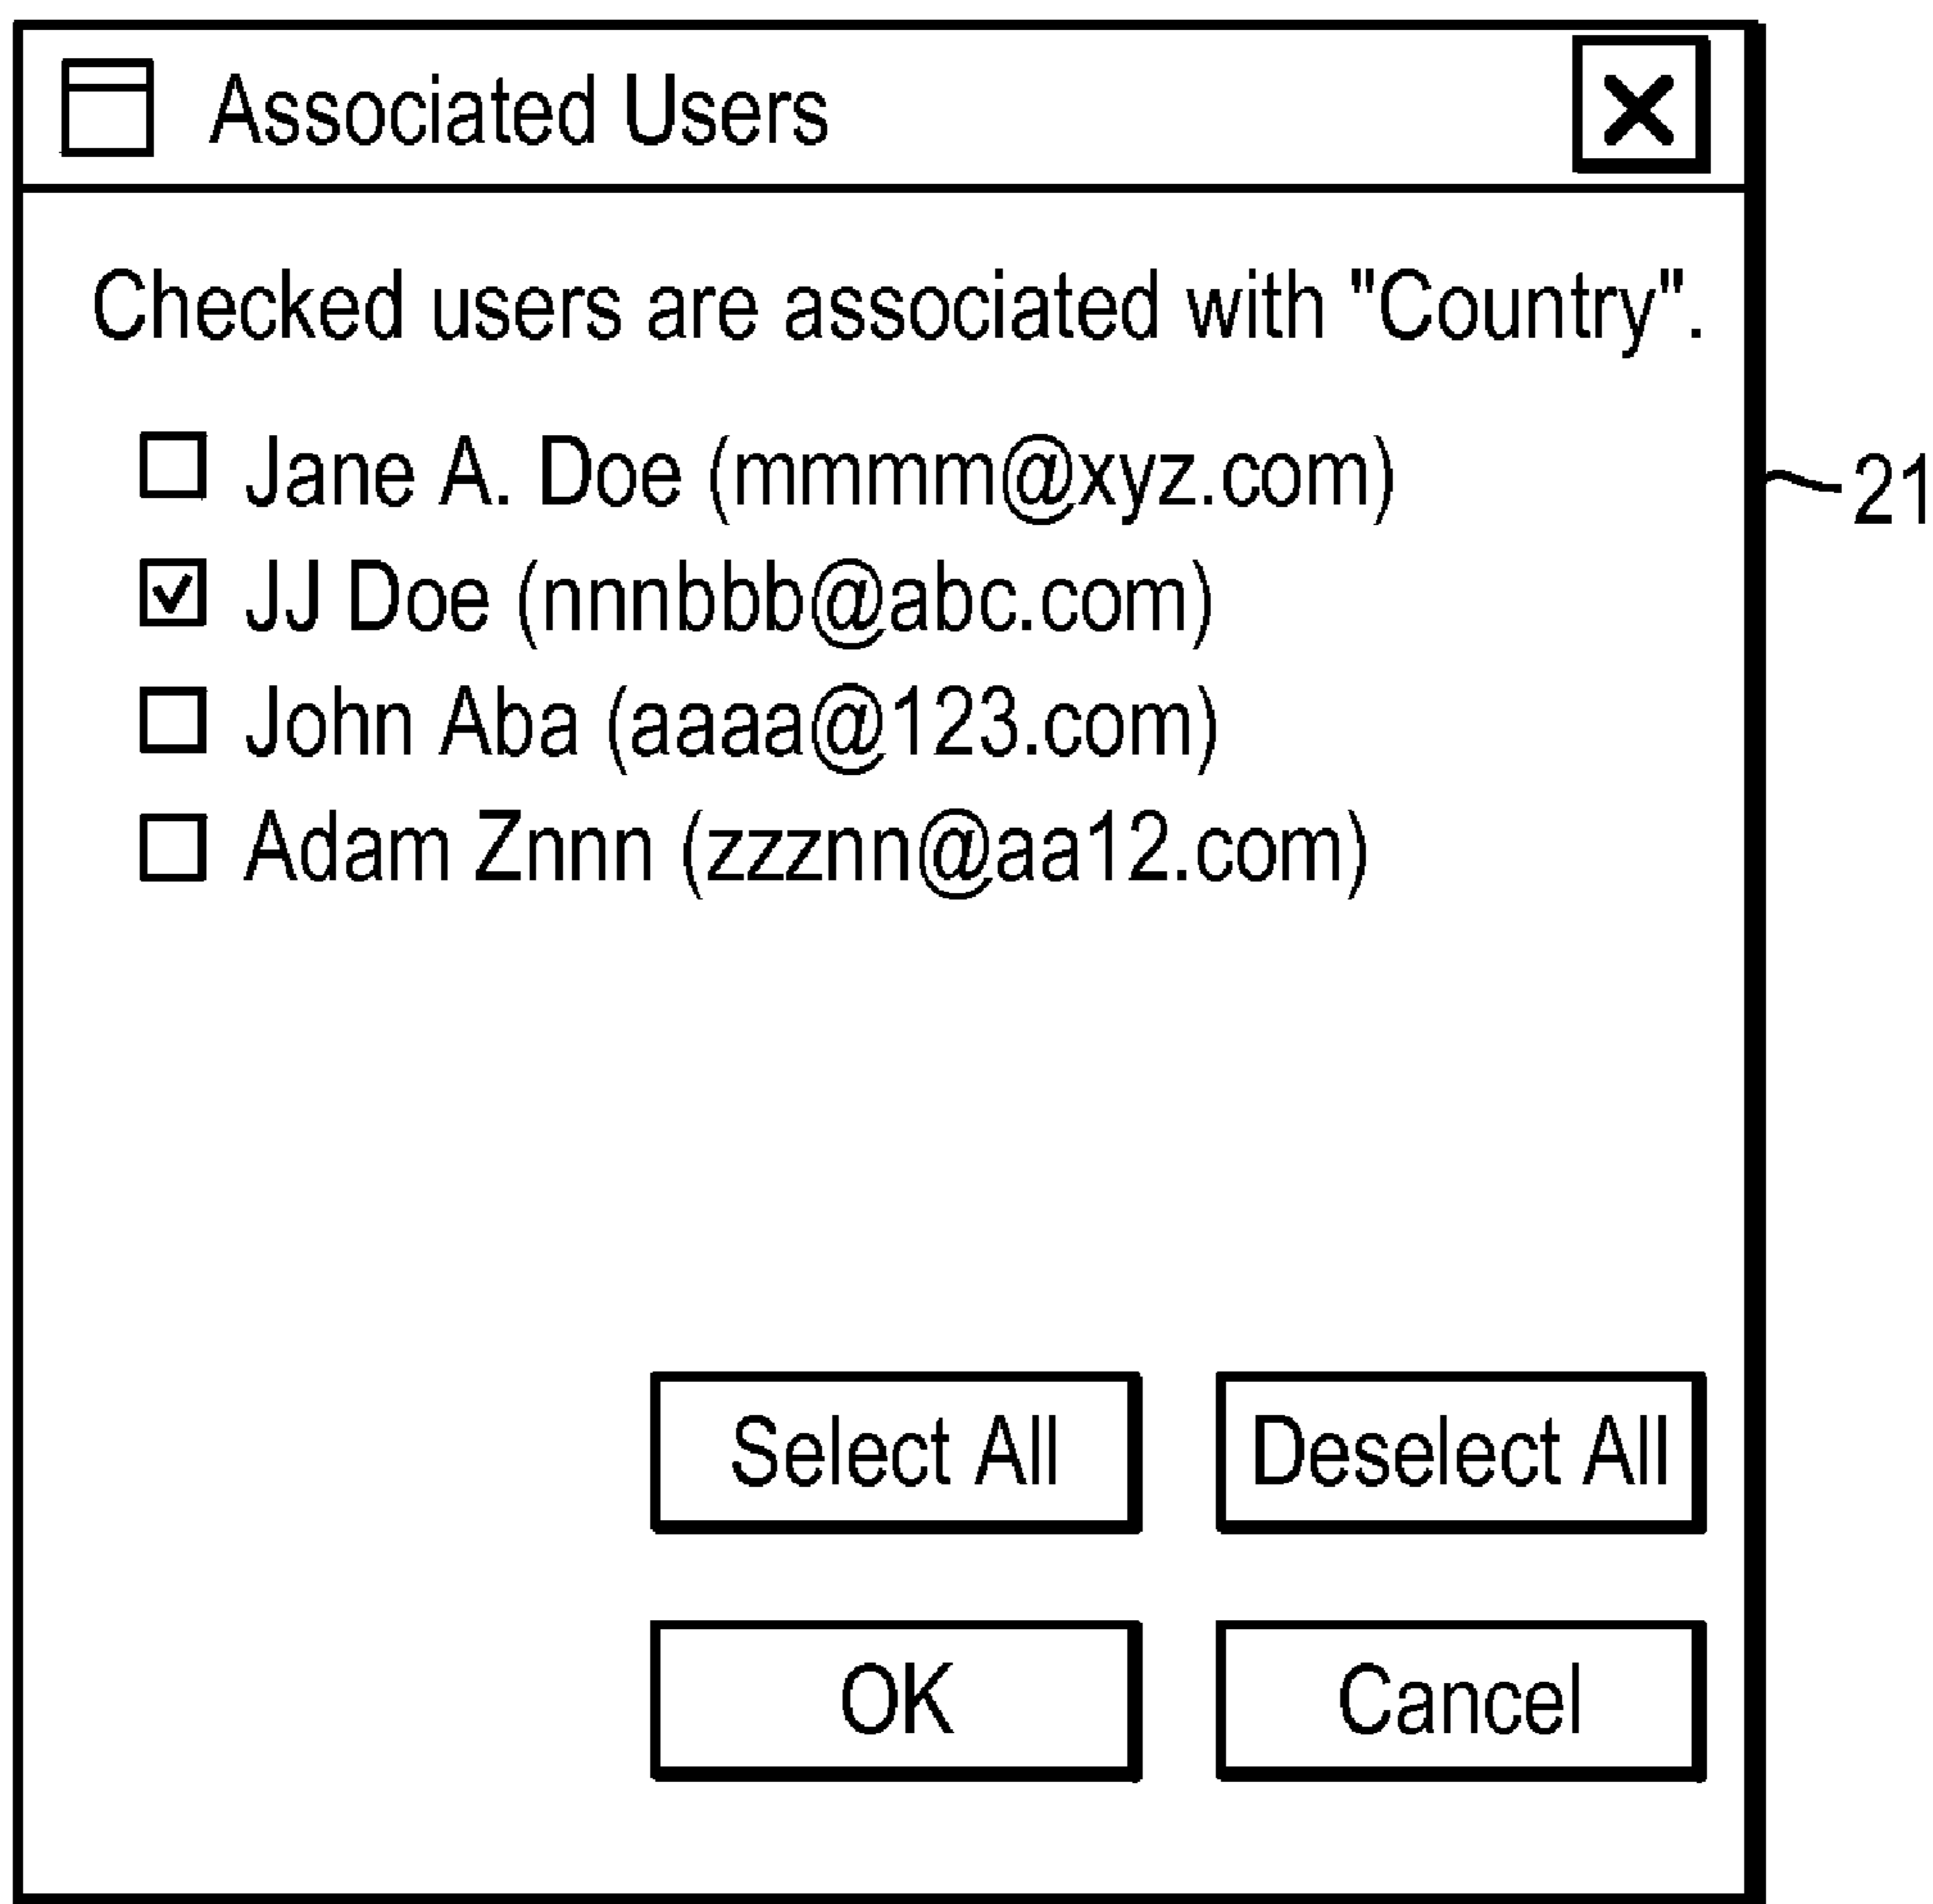 Associated Users
Checked users are associated with "Country".
Jane A. Doe (mmmm@xyz.com)
21
JJ Doe (nnnbbb@abc.com)
John Aba (aaaa@123.com)
Adam Znnn (zzznn@aa12.com)
Select All Deselect All
OK Cancel